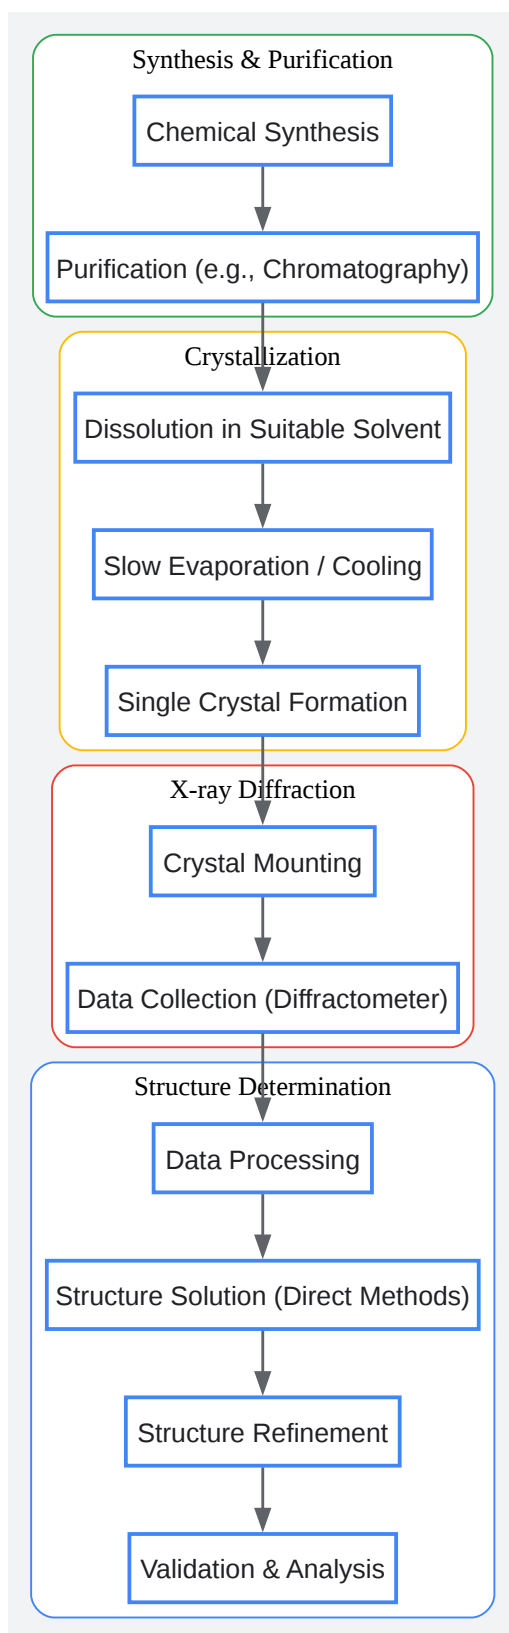 Synthesis & Purification
Chemical Synthesis
Purification (e.g., Chromatography)
Crystallization
Dissolution in Suitable Solvent
Slow Evaporation / Cooling
Single Crystal Formation
X-ray Diffraction
Crystal Mounting
Data Collection (Diffractometer)
Structure Determination
Data Processing
Structure Solution (Direct Methods)
Structure Refinement
Validation & Analysis